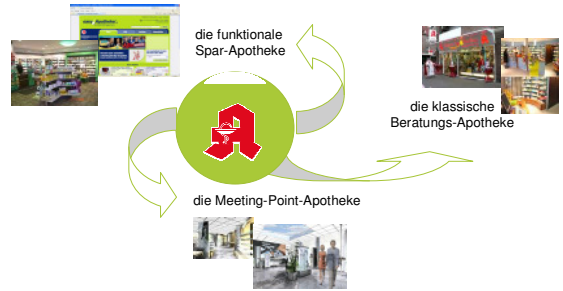 die funktionale
Spar-Apotheke
die klassische
Beratungs-Apotheke
die Meeting-Point-Apotheke